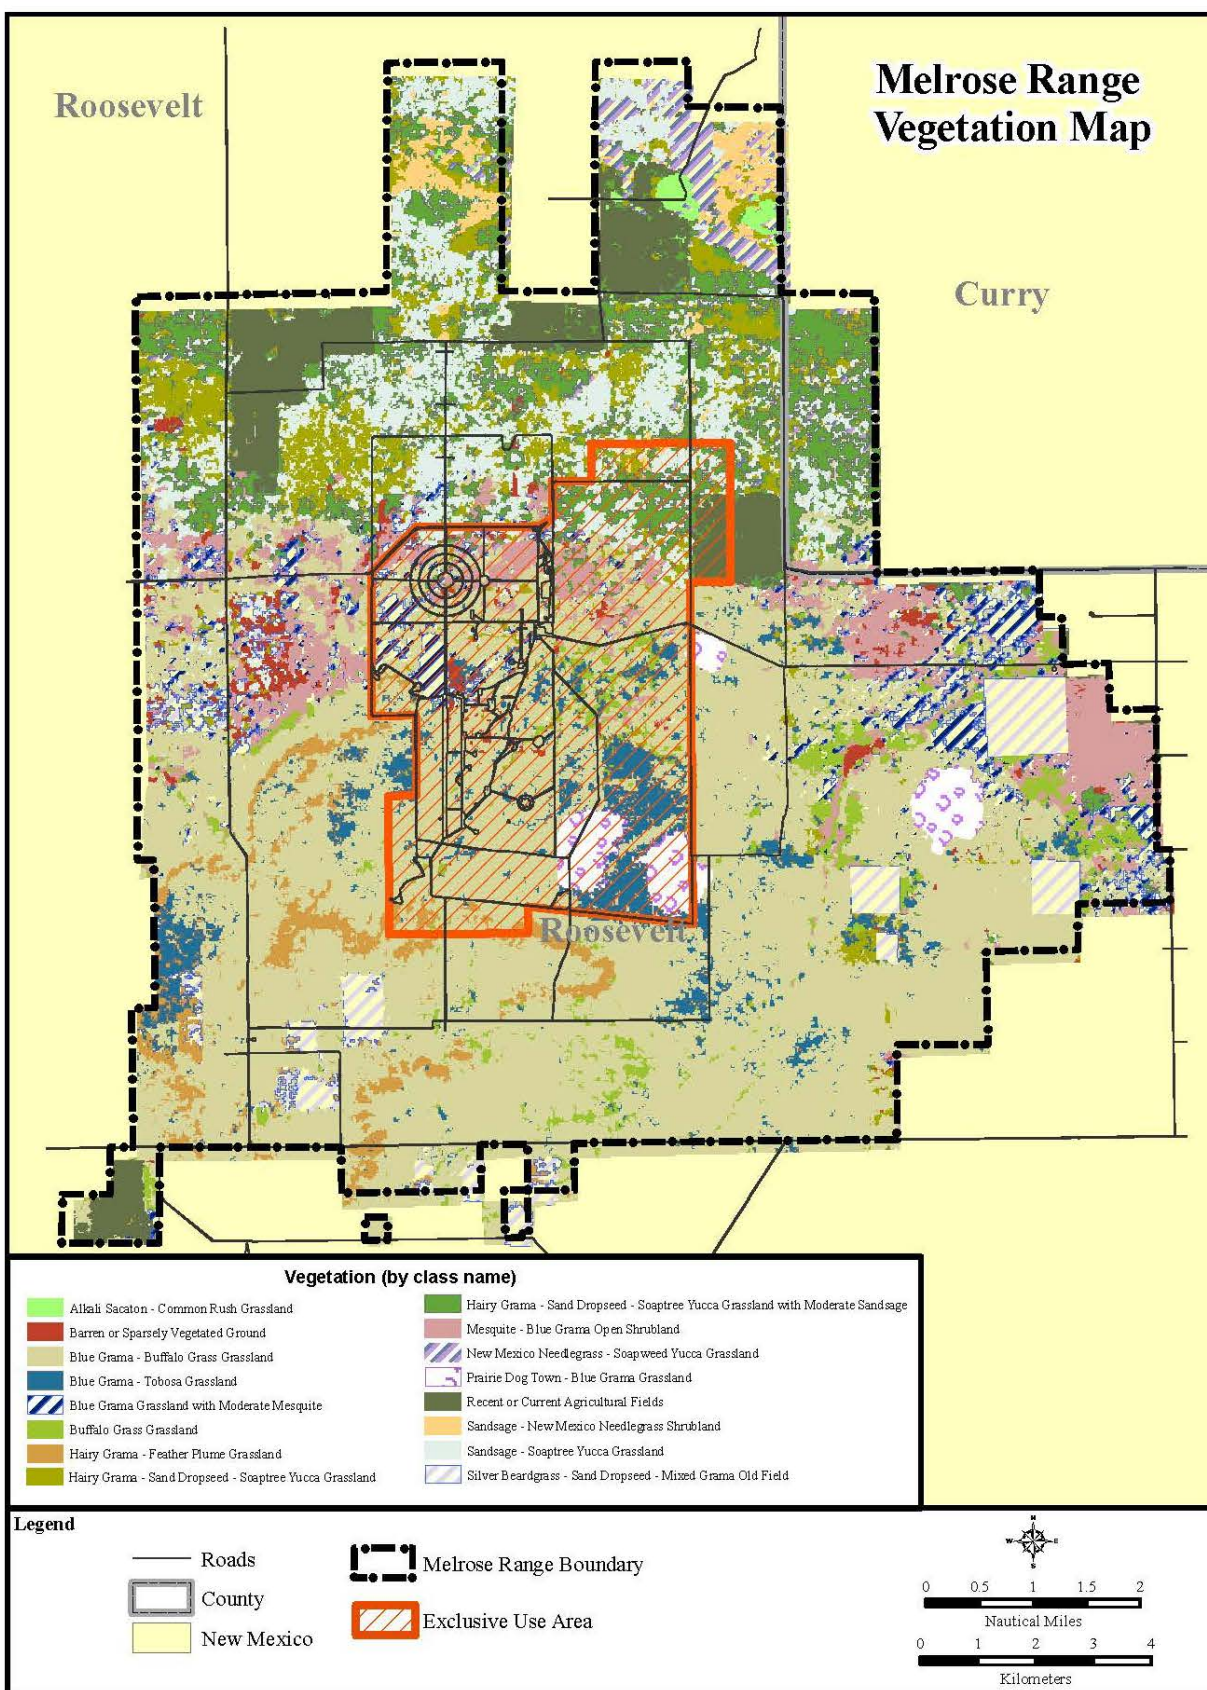 Melrose Range
Vegetation Map
Roosevelt
Curry
Roosevelt
Vegetation (by class name)
Alkali Sacaton - Common Rush Grassland
Barren or Sparsely Vegetated Ground
Blue Grama - Buffalo Grass Grassland
Blue Grama - Tobosa Grassland
Blue Grama Grassland with Moderate Mesquite
Buffalo Grass Grassland
Hairy Grama - Feather Plume Grassland
Hairy Grama - Sand Dropseed - Soaptree Yucca Grassland
Hairy Grama - Sand Dropseed - Soaptree Yucca Grassland with Moderate Sandsage
Mesquite - Blue Grama Open Shrubland
New Mexico Needlegrass - Soapweed Yucca Grassland
Prairie Dog Town - Blue Grama Grassland
Recent or Current Agricultural Fields
Sandsage - New Mexico Needlegrass Shrubland
Sandsage - Soaptree Yucca Grassland
Silver Beardgrass - Sand Dropseed - Mixed Grama Old Field
Legend
Roads
County
New Mexico
Melrose Range Boundary
Exclusive Use Area
N
W E
S
0 0.5 1 1.5 2
Nautical Miles
0 1 2 3 4
Kilometers